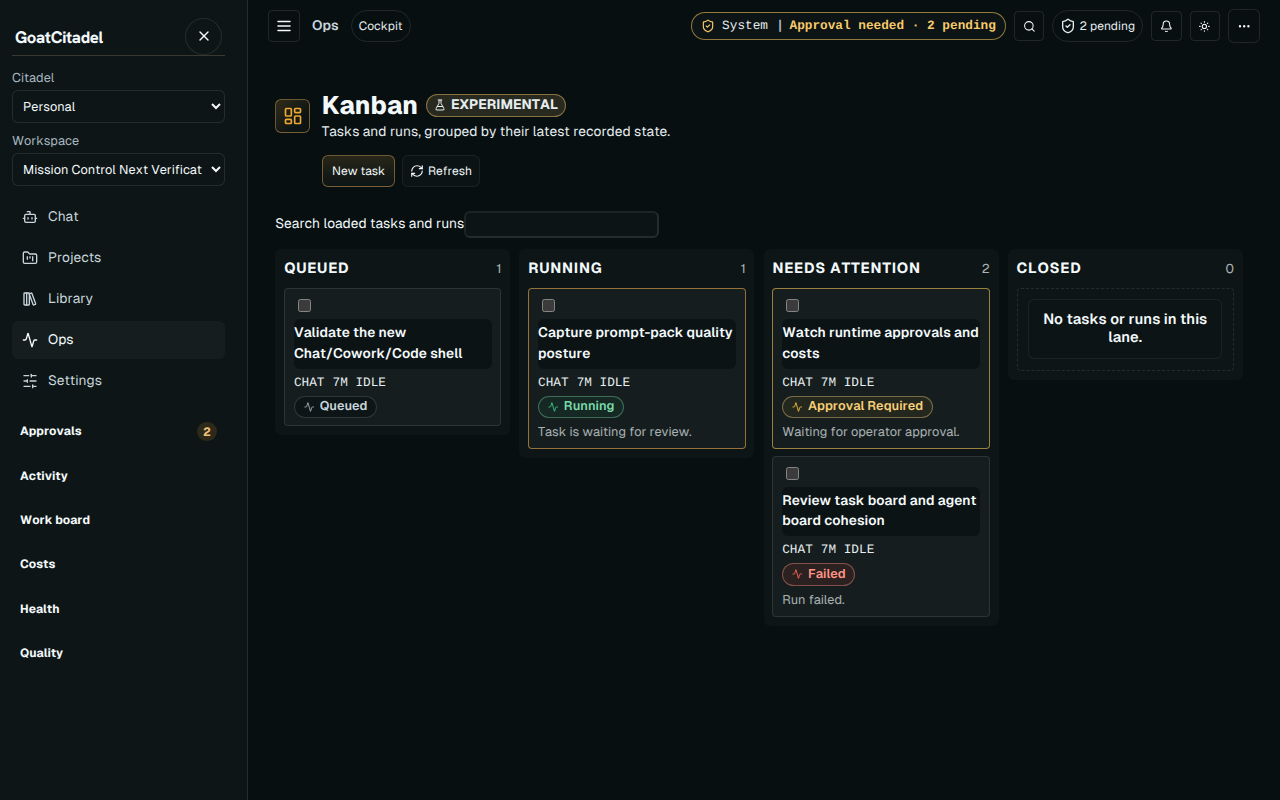 GoatCitadel
Citadel
Personal
Workspace
Mission Control Next Verificat
Chat
Projects
Library
Ops
Settings
Approvals 2
Activity
Work board
Costs
Health
Quality
Ops Cockpit System | Approval needed · 2 pending 2 pending
Kanban EXPERIMENTAL
Tasks and runs, grouped by their latest recorded state.
New task Refresh
Search loaded tasks and runs
QUEUED 1
Validate the new
Chat/Cowork/Code shell
CHAT 7M IDLE
Queued
RUNNING 1
Capture prompt-pack quality
posture
CHAT 7M IDLE
Running
Task is waiting for review.
NEEDS ATTENTION 2
Watch runtime approvals and
costs
CHAT 7M IDLE
Approval Required
Waiting for operator approval.
Review task board and agent
board cohesion
CHAT 7M IDLE
Failed
Run failed.
CLOSED 0
No tasks or runs in this
lane.